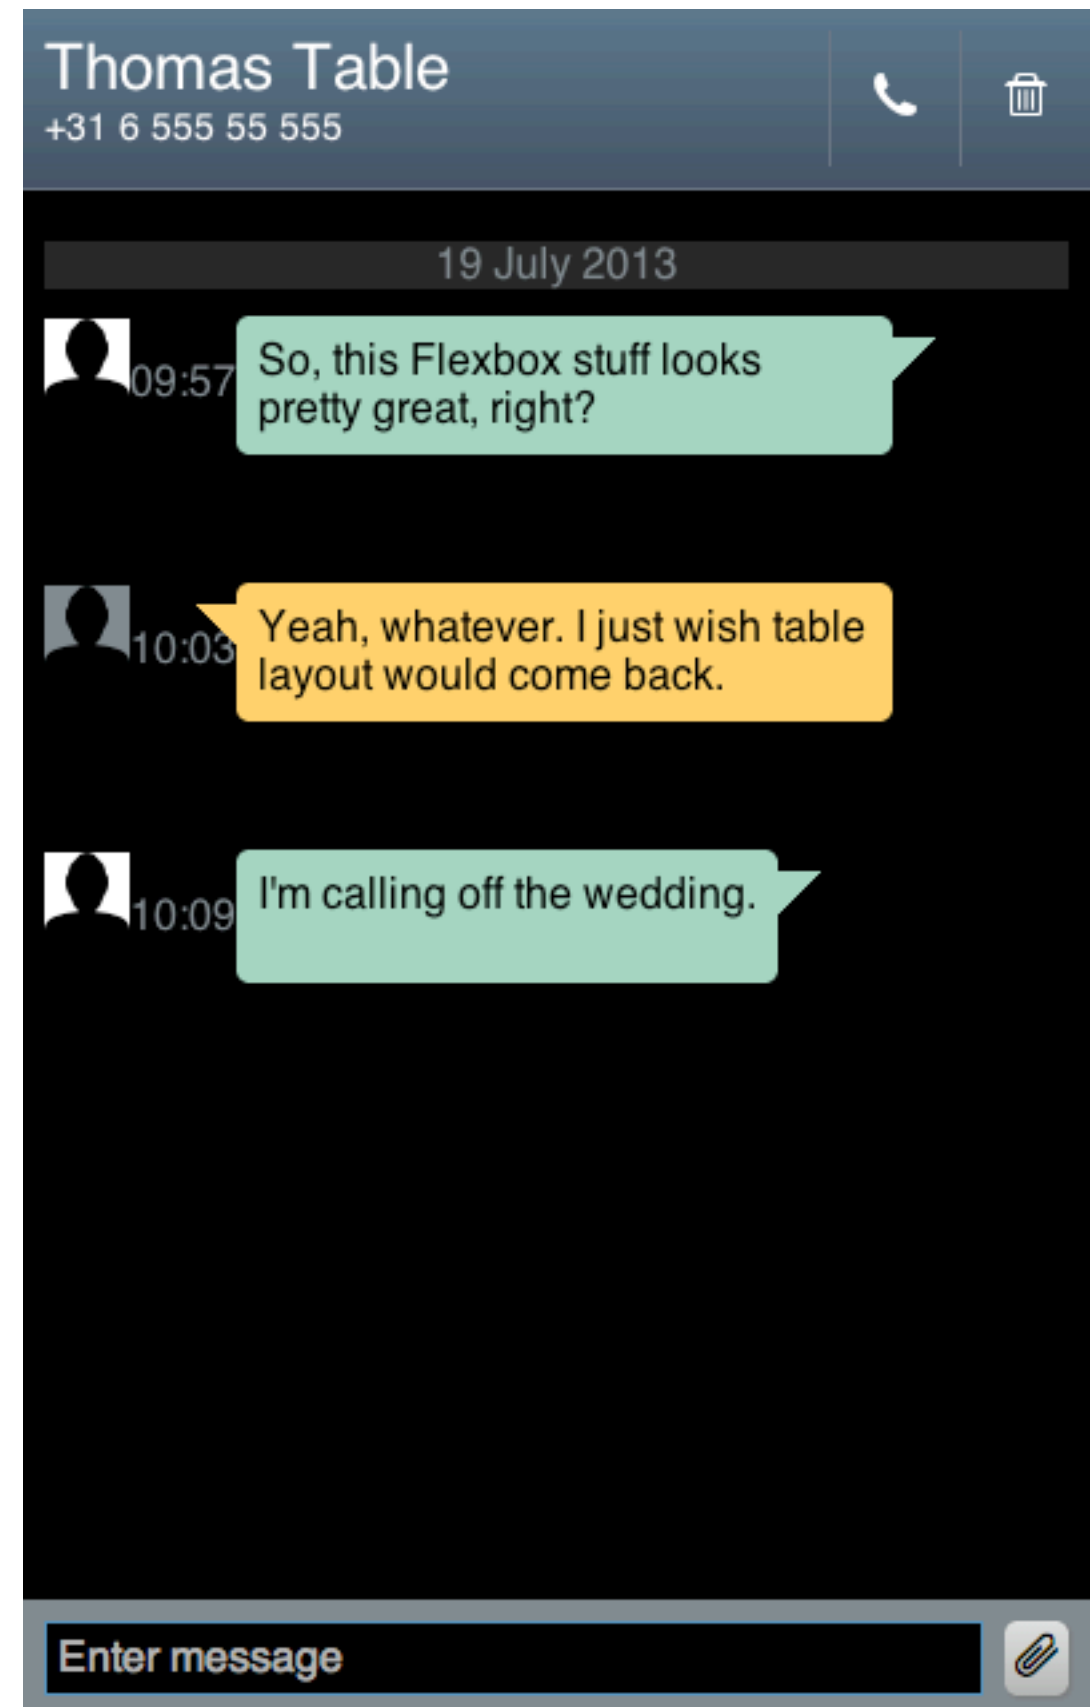 Thomas Table
+31 6 555 55 555
19 July 2013
09:57
So, this Flexbox stuff looks
pretty great, right?
10:03
Yeah, whatever. I just wish table
layout would come back.
10:09
I'm calling off the wedding.
Enter message